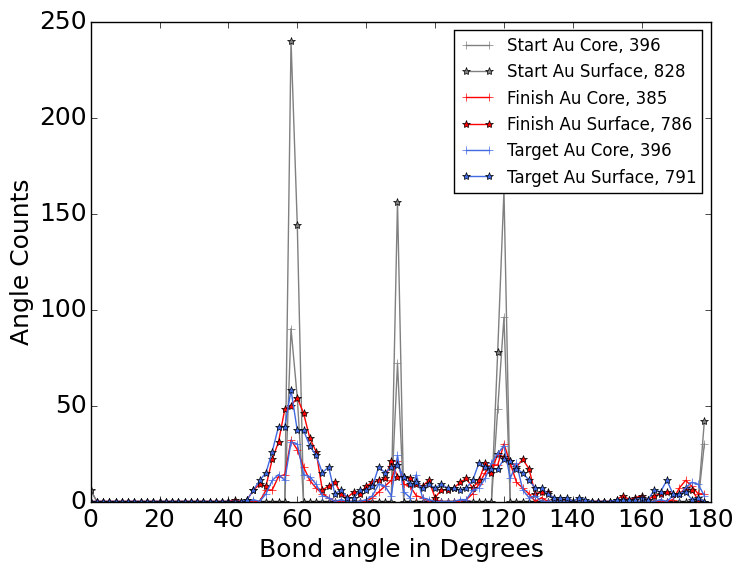 250
200
150
100
50
0
0 20 40 60 80 100 120 140 160 180
Angle Counts
Bond angle in Degrees
Start Au Core, 396
Start Au Surface, 828
Finish Au Core, 385
Finish Au Surface, 786
Target Au Core, 396
Target Au Surface, 791